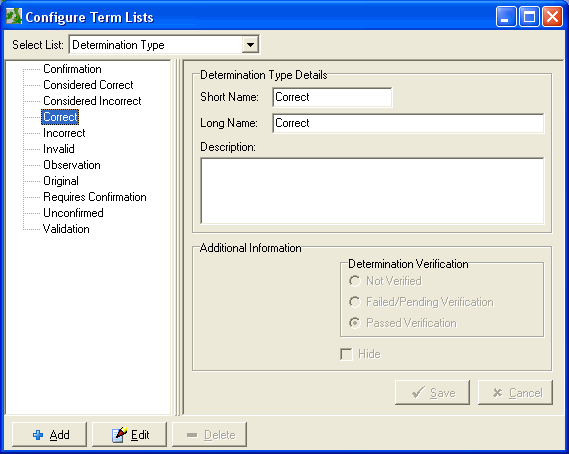 Configure Term Lists
Select List: Determination Type
Confirmation
Considered Correct
Considered Incorrect
Correct
Incorrect
Invalid
Observation
Original
Requires Confirmation
Unconfirmed
Validation
Determination Type Details
Short Name: Correct
Long Name: Correct
Description:
Additional Information
Determination Verification
Not Verified
Failed/Pending Verification
Passed Verification
Hide
Save Cancel
Add Edit Delete